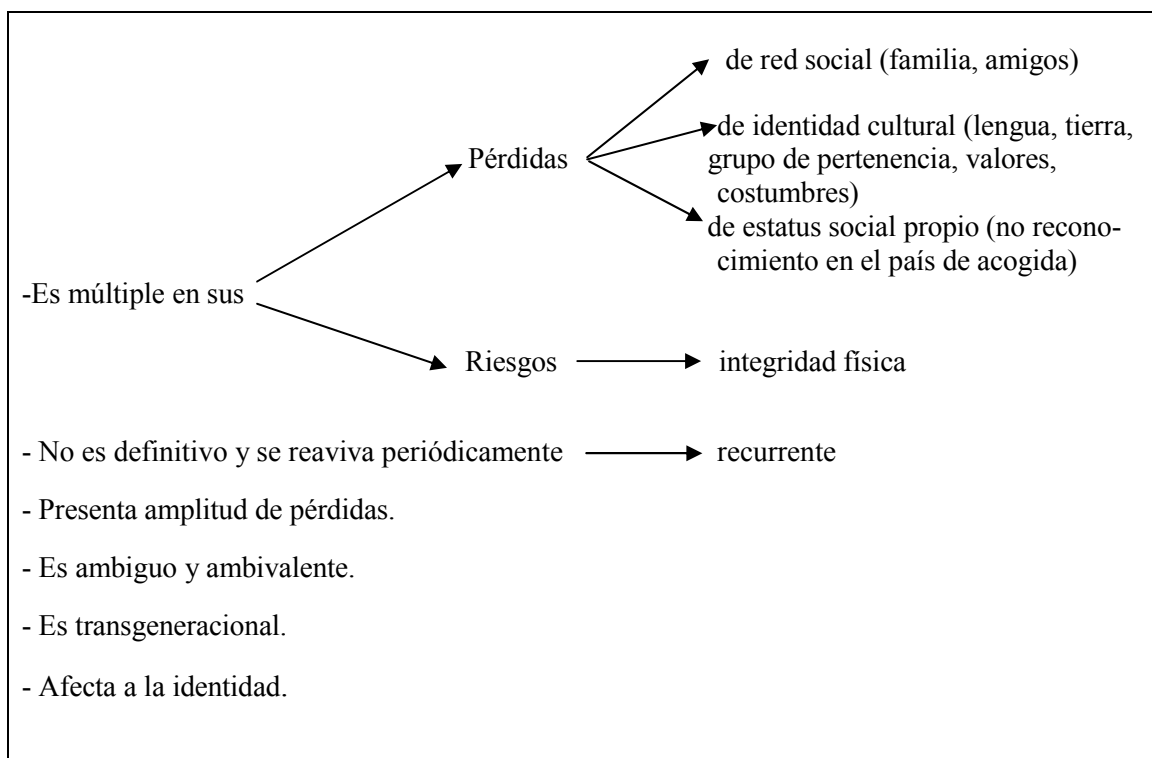 de red social (familia, amigos)
de identidad cultural (lengua, tierra,
Pérdidas
grupo de pertenencia, valores,
costumbres)
de estatus social propio (no recono-
cimiento en el país de acogida)
-Es múltiple en sus
Riesgos
integridad física
- No es definitivo y se reaviva periódicamente
recurrente
- Presenta amplitud de pérdidas.
- Es ambiguo y ambivalente.
- Es transgeneracional.
- Afecta a la identidad.